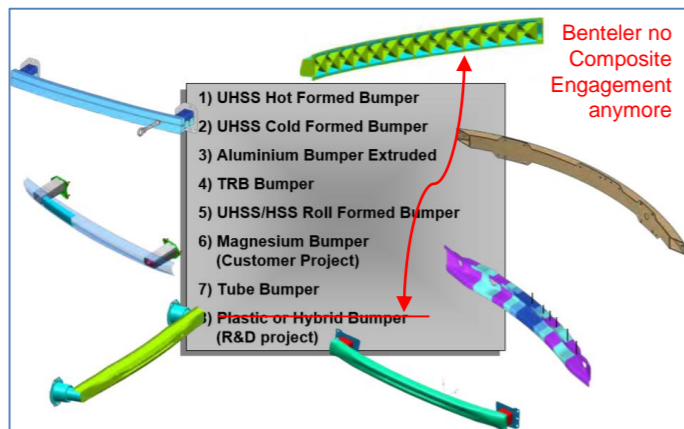 Benteler no
Composite
Engagement
anymore
1) UHSS Hot Formed Bumper
2) UHSS Cold Formed Bumper
3) Aluminium Bumper Extruded
4) TRB Bumper
5) UHSS/HSS Roll Formed Bumper
6) Magnesium Bumper
(Customer Project)
7) Tube Bumper
8) Plastic or Hybrid Bumper
(R&D project)